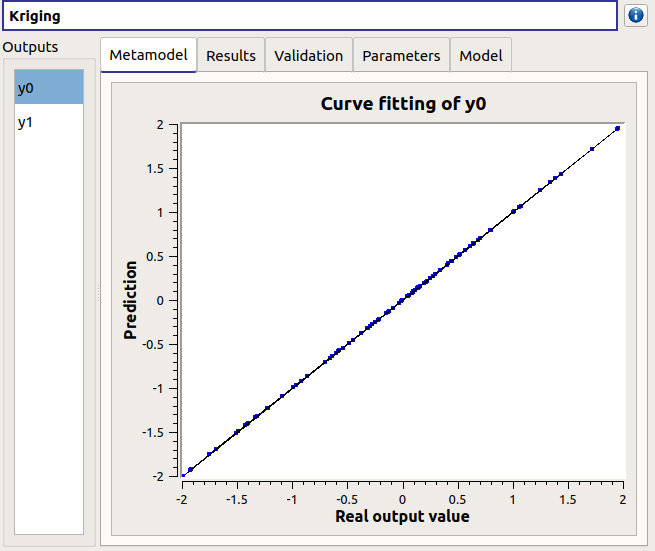 Kriging
Outputs
y0
y1
Metamodel Results Validation Parameters Model
Curve fitting of y0
Prediction
2
1.5
1
0.5
0
-0.5
-1
-1.5
-2
-2 -1.5 -1 -0.5 0 0.5 1 1.5 2
Real output value